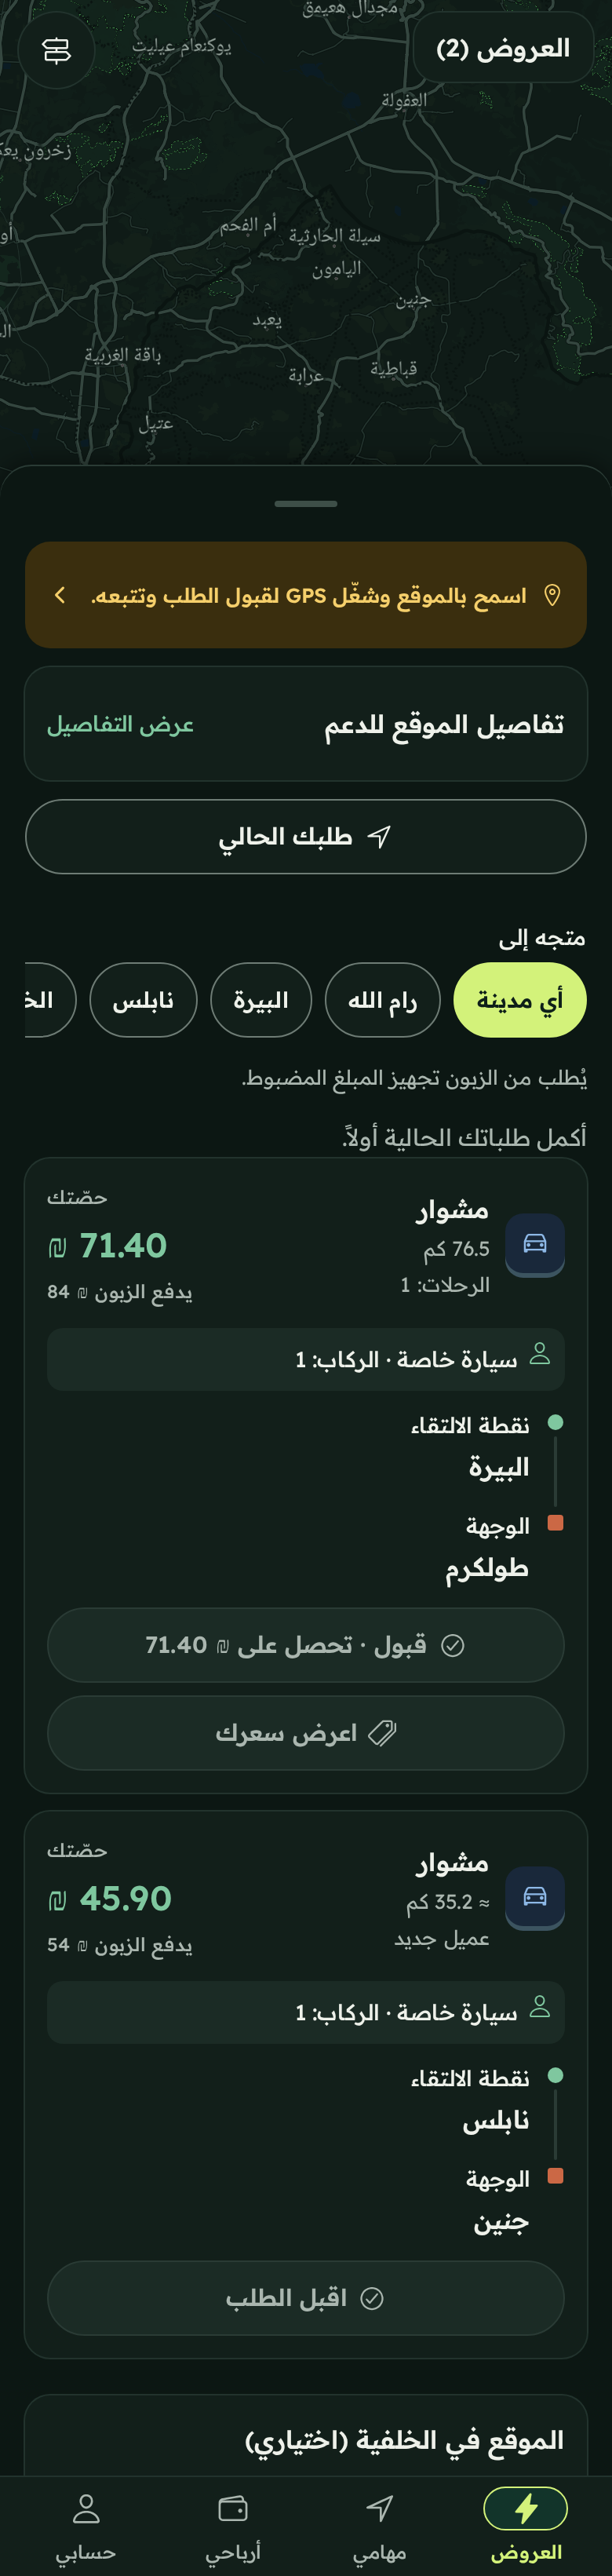 مجدال هعيمق
العروض (2)
يوكنعام عيليت
العفولة
أم الفحم
سيلة الحارثية
اليامون
جنين
يعبد
باقة الغربية
قباطية
عرابة
عتيل
اسمح بالموقع وشغّل GPS لقبول الطلب وتتبعه.
تفاصيل الموقع للدعم
عرض التفاصيل
طلبك الحالي
متجه إلى
أي مدينة
رام الله
البيرة
نابلس
يُطلب من الزبون تجهيز المبلغ المضبوط.
أكمل طلباتك الحالية أولاً.
مشوار
76.5 كم
الرحلات: 1
حصّتك
71.40 ₪
يدفع الزبون ₪ 84
سيارة خاصة · الركاب: 1
نقطة الالتقاء
البيرة
الوجهة
طولكرم
قبول · تحصل على ₪ 71.40
اعرض سعرك
مشوار
≈ 35.2 كم
عميل جديد
حصّتك
45.90 ₪
يدفع الزبون ₪ 54
سيارة خاصة · الركاب: 1
نقطة الالتقاء
نابلس
الوجهة
جنين
اقبل الطلب
الموقع في الخلفية (اختياري)
العروض
مهامي
أرباحي
حسابي